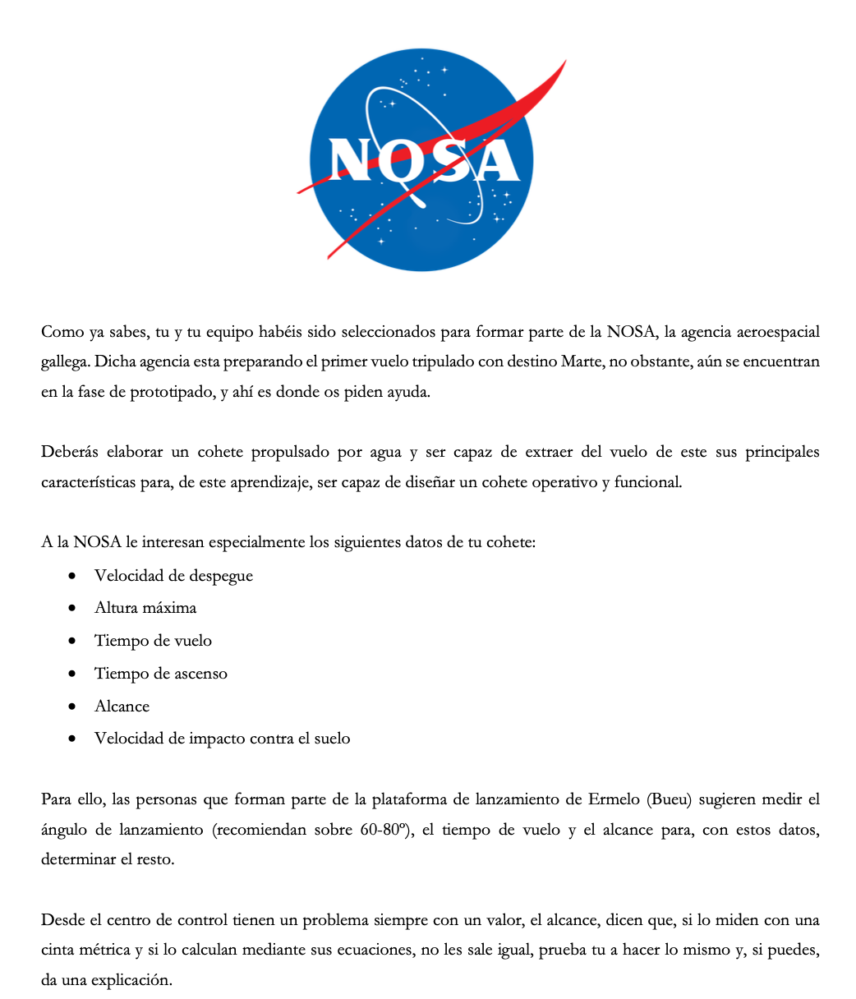 NOSA
Como ya sabes, tu y tu equipo habéis sido seleccionados para formar parte de la NOSA, la agencia aeroespacial
gallega. Dicha agencia esta preparando el primer vuelo tripulado con destino Marte, no obstante, aún se encuentran
en la fase de prototipado, y ahí es donde os piden ayuda.
Deberás elaborar un cohete propulsado por agua y ser capaz de extraer del vuelo de este sus principales
características para, de este aprendizaje, ser capaz de diseñar un cohete operativo y funcional.
A la NOSA le interesan especialmente los siguientes datos de tu cohete:
• Velocidad de despegue
• Altura máxima
• Tiempo de vuelo
• Tiempo de ascenso
• Alcance
• Velocidad de impacto contra el suelo
Para ello, las personas que forman parte de la plataforma de lanzamiento de Ermelo (Bueu) sugieren medir el
ángulo de lanzamiento (recomiendan sobre 60-80º), el tiempo de vuelo y el alcance para, con estos datos,
determinar el resto.
Desde el centro de control tienen un problema siempre con un valor, el alcance, dicen que, si lo miden con una
cinta métrica y si lo calculan mediante sus ecuaciones, no les sale igual, prueba tu a hacer lo mismo y, si puedes,
da una explicación.